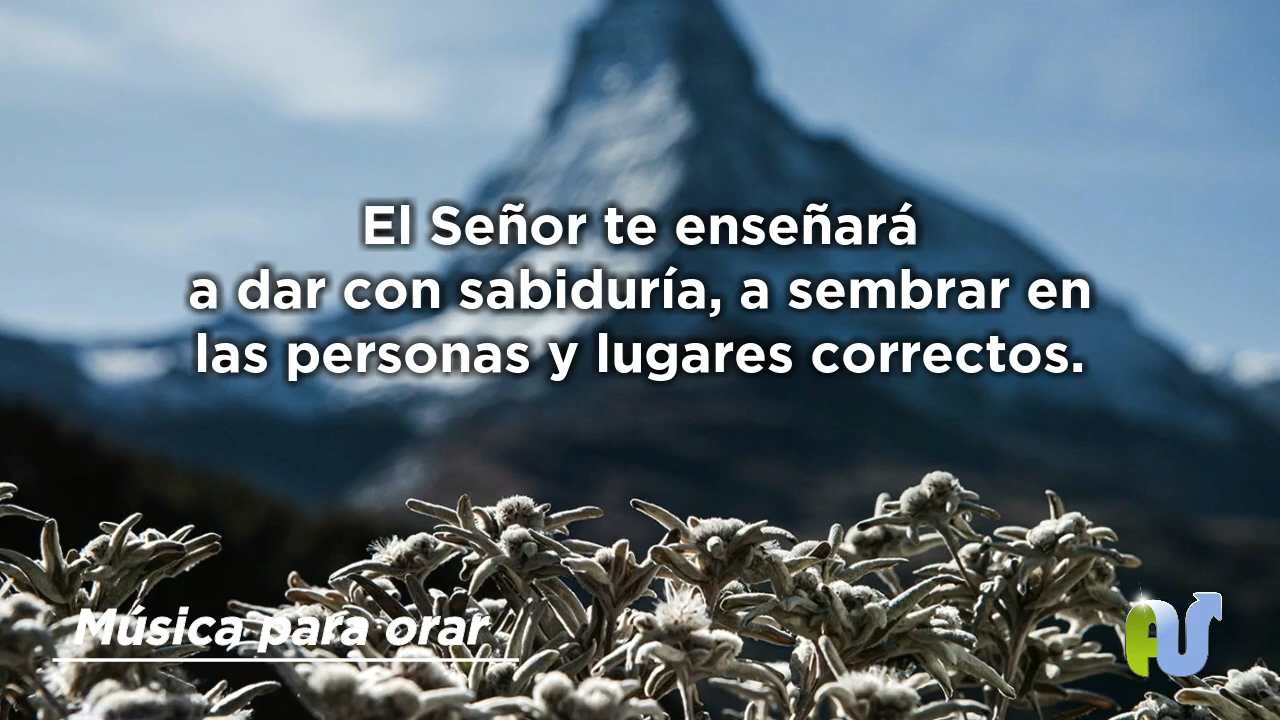 El Señor te enseñará
a dar con sabiduría, a sembrar en
las personas y lugares correctos.
Música para orar